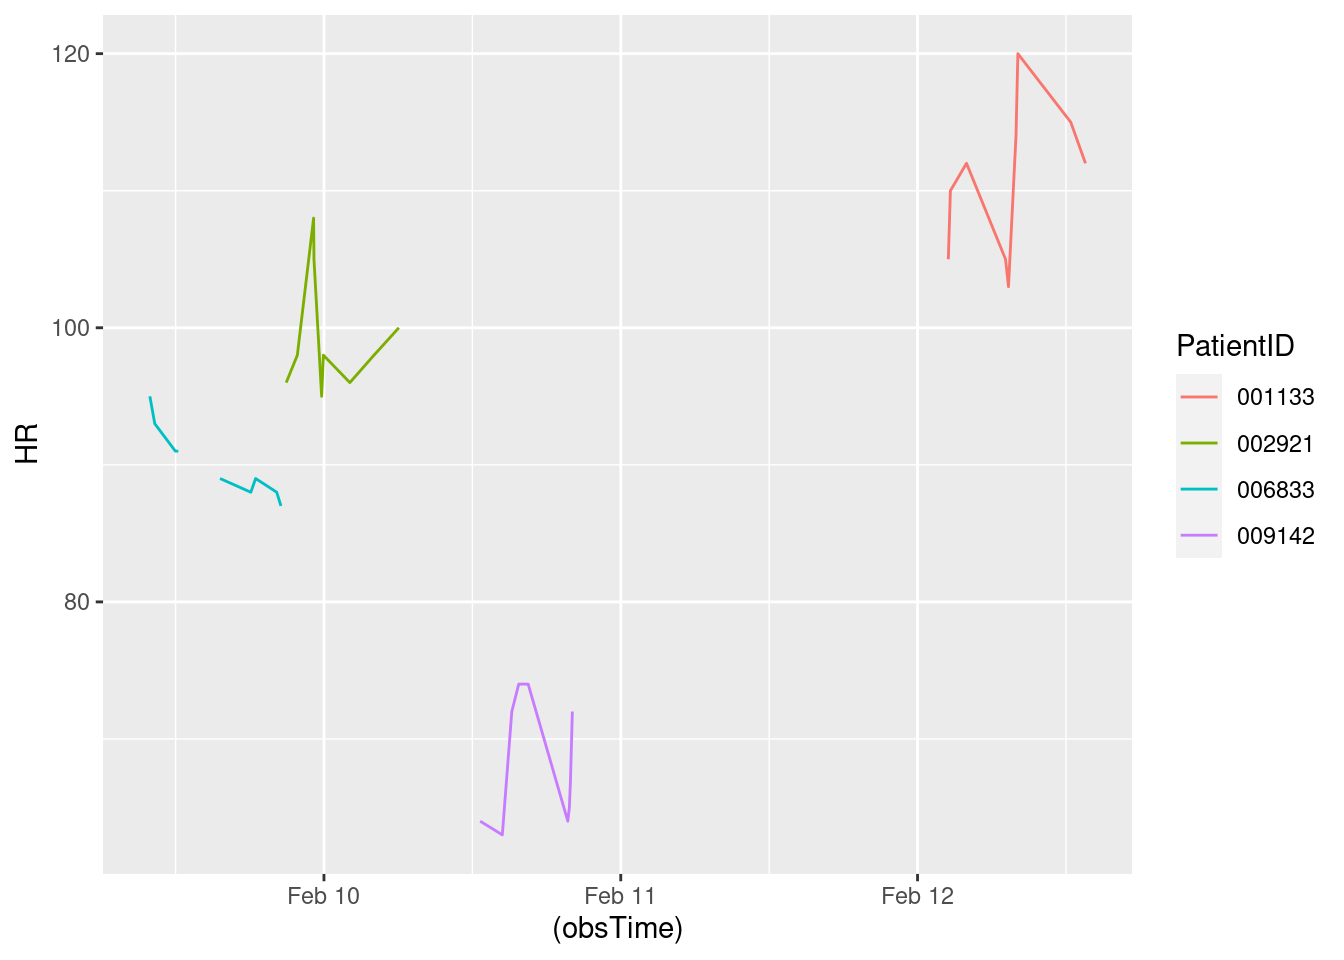 120
100
80
HR
Feb 10
Feb 11
Feb 12
(obsTime)
PatientID
001133
002921
006833
009142